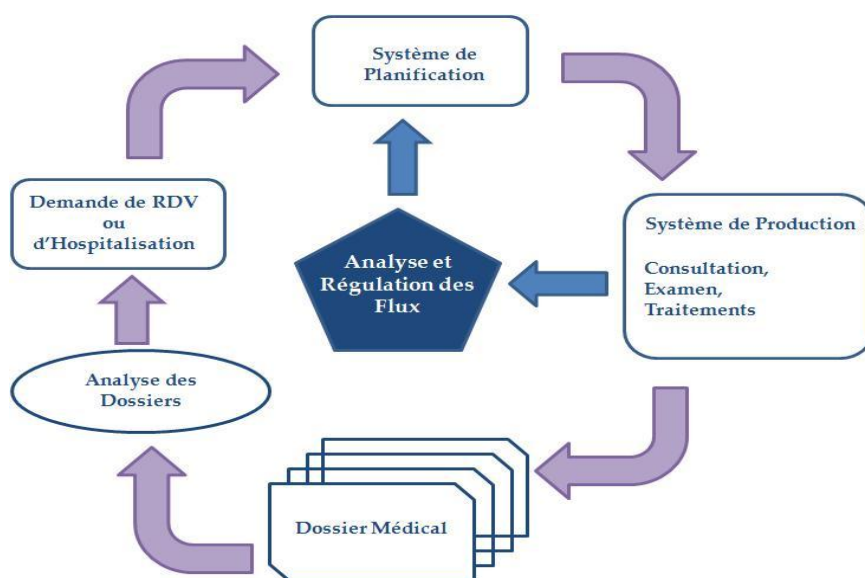 Système de
Planification
Demande de RDV
ou
d'Hospitalisation
Système de Production
Consultation,
Examen,
Traitements
Analyse et
Régulation des
Flux
Analyse des
Dossiers
Dossier Médical